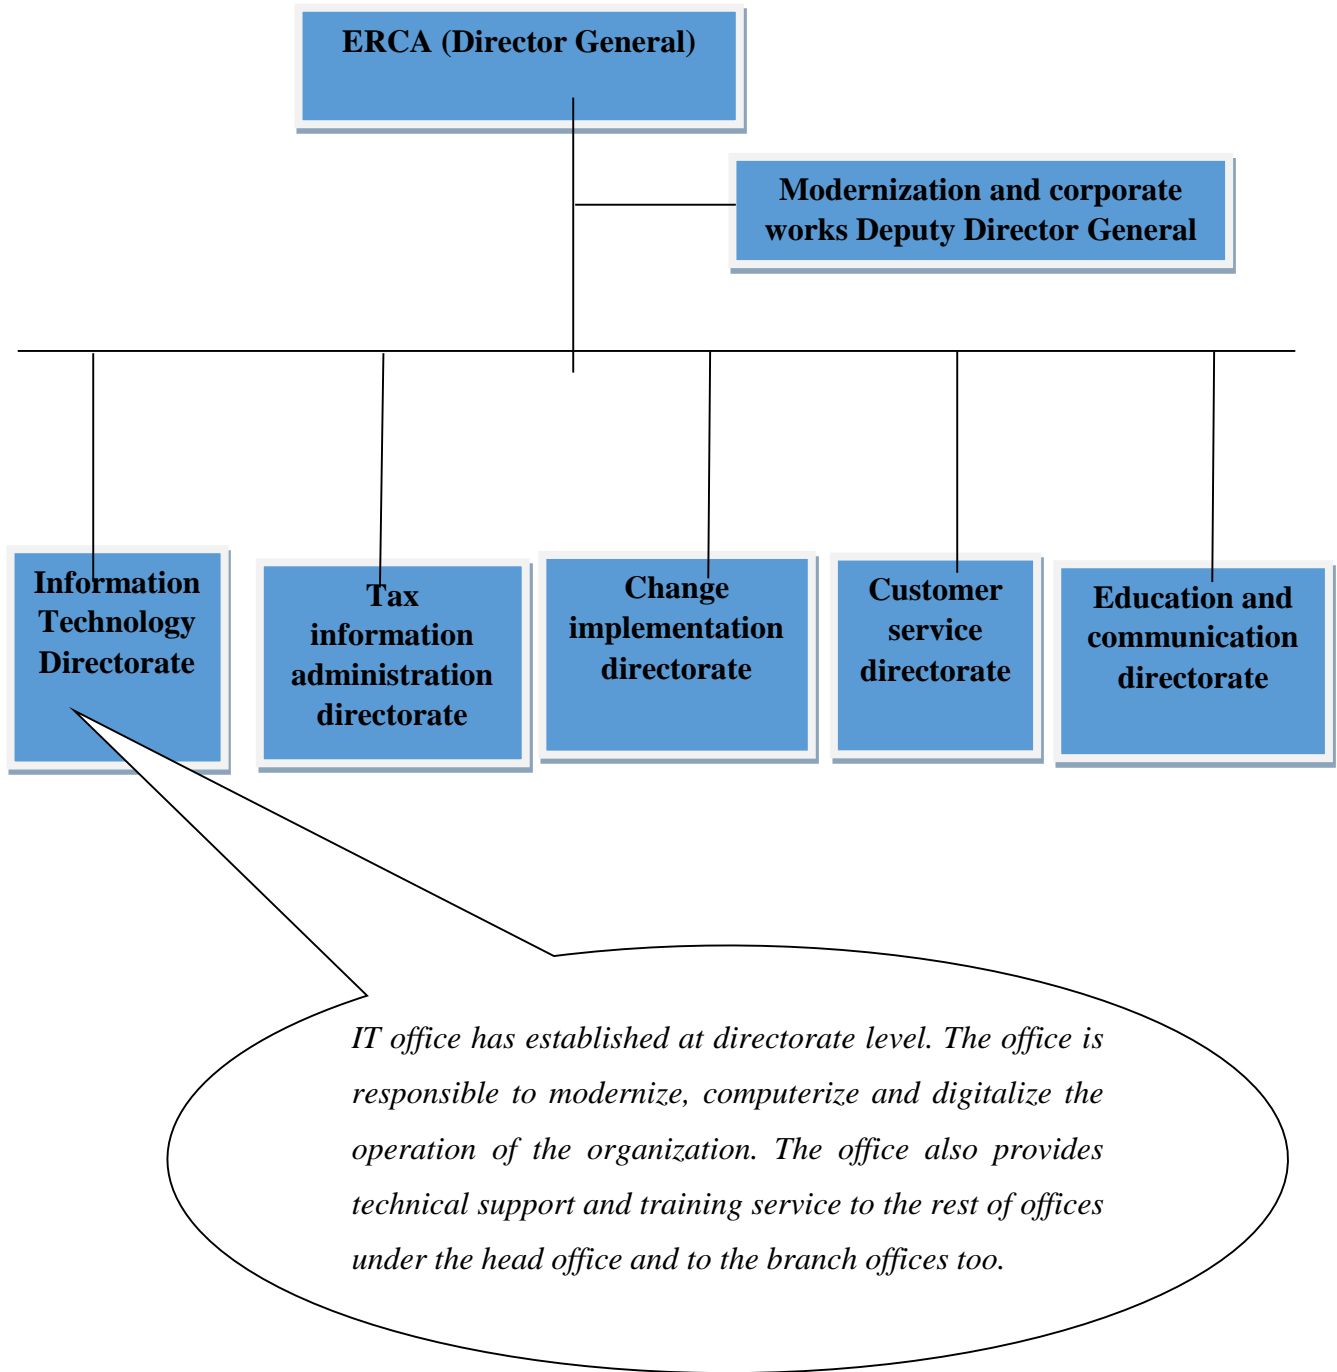 ERCA (Director General)
Modernization and corporate
works Deputy Director General
Information
Technology
Directorate
Tax
information
administration
directorate
Change
implementation
directorate
Customer
service
directorate
Education and
communication
directorate
IT office has established at directorate level. The office is
responsible to modernize, computerize and digitalize the
operation of the organization. The office also provides
technical support and training service to the rest of offices
under the head office and to the branch offices too.